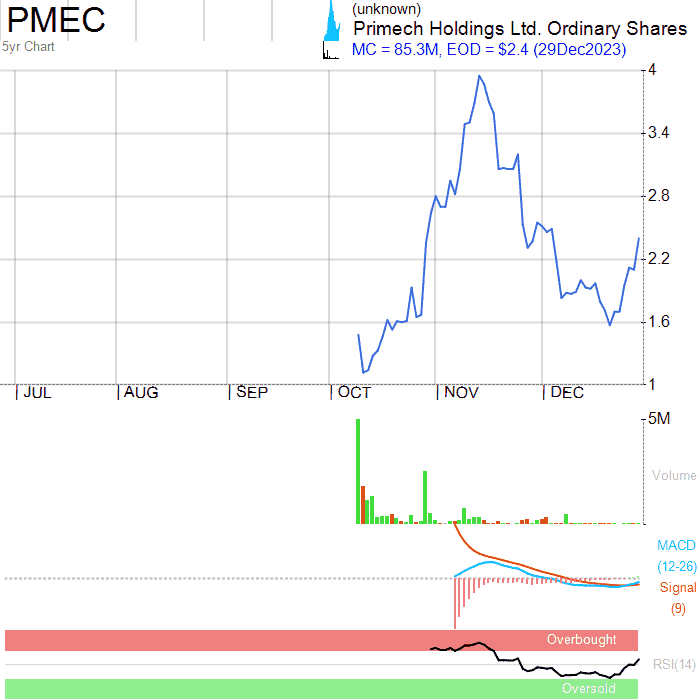 PMEC
5yr Chart
(unknown)
Primech Holdings Ltd. Ordinary Shares
MC = 85.3M, EOD = $2.4 (29Dec2023)
4
3.4
2.8
2.2
1.6
1
JUL AUG SEP OCT NOV DEC
5M
Volume
MACD
(12-26)
Signal
(9)
Overbought
RSI(14)
Oversold